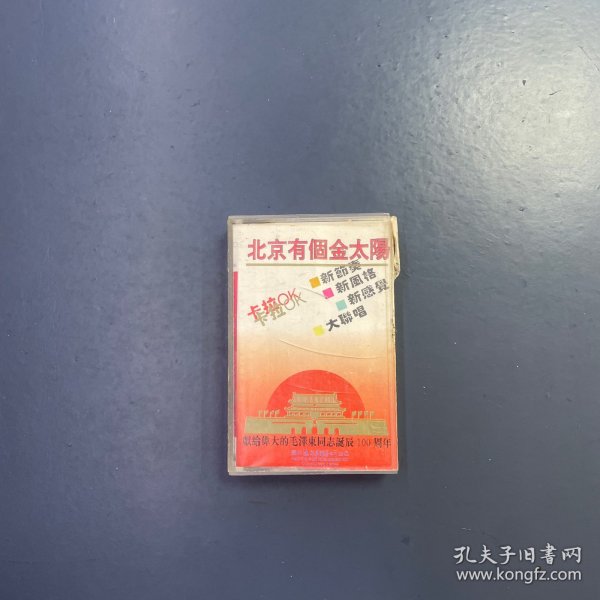 北京有個金太陽
卡拉OK
新節奏
新風格
新感覺
大聯唱
獻給偉大的毛澤東同志誕辰100周年
孔夫子旧书网
www.kongfz.com